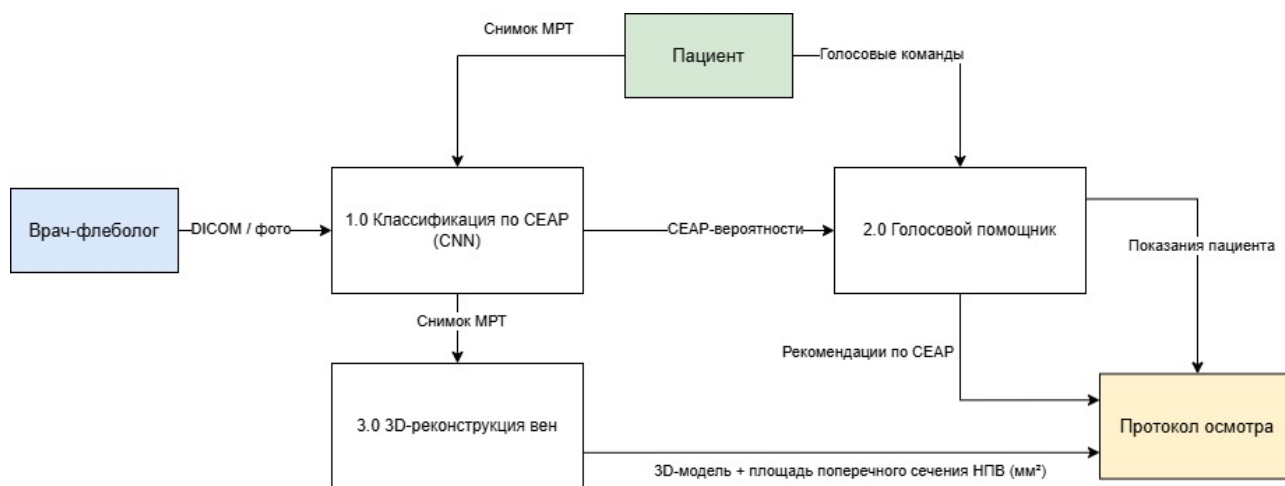 Снимок МРТ
Пациент
Голосовые команды
Врач-флеболог
DICOM / фото
1.0 Классификация по CEAP
(CNN)
CEAP-вероятности
2.0 Голосовой помощник
Показания пациента
Снимок МРТ
Рекомендации по CEAP
3.0 3D-реконструкция вен
Протокол осмотра
3D-модель + площадь поперечного сечения НПВ (мм²)